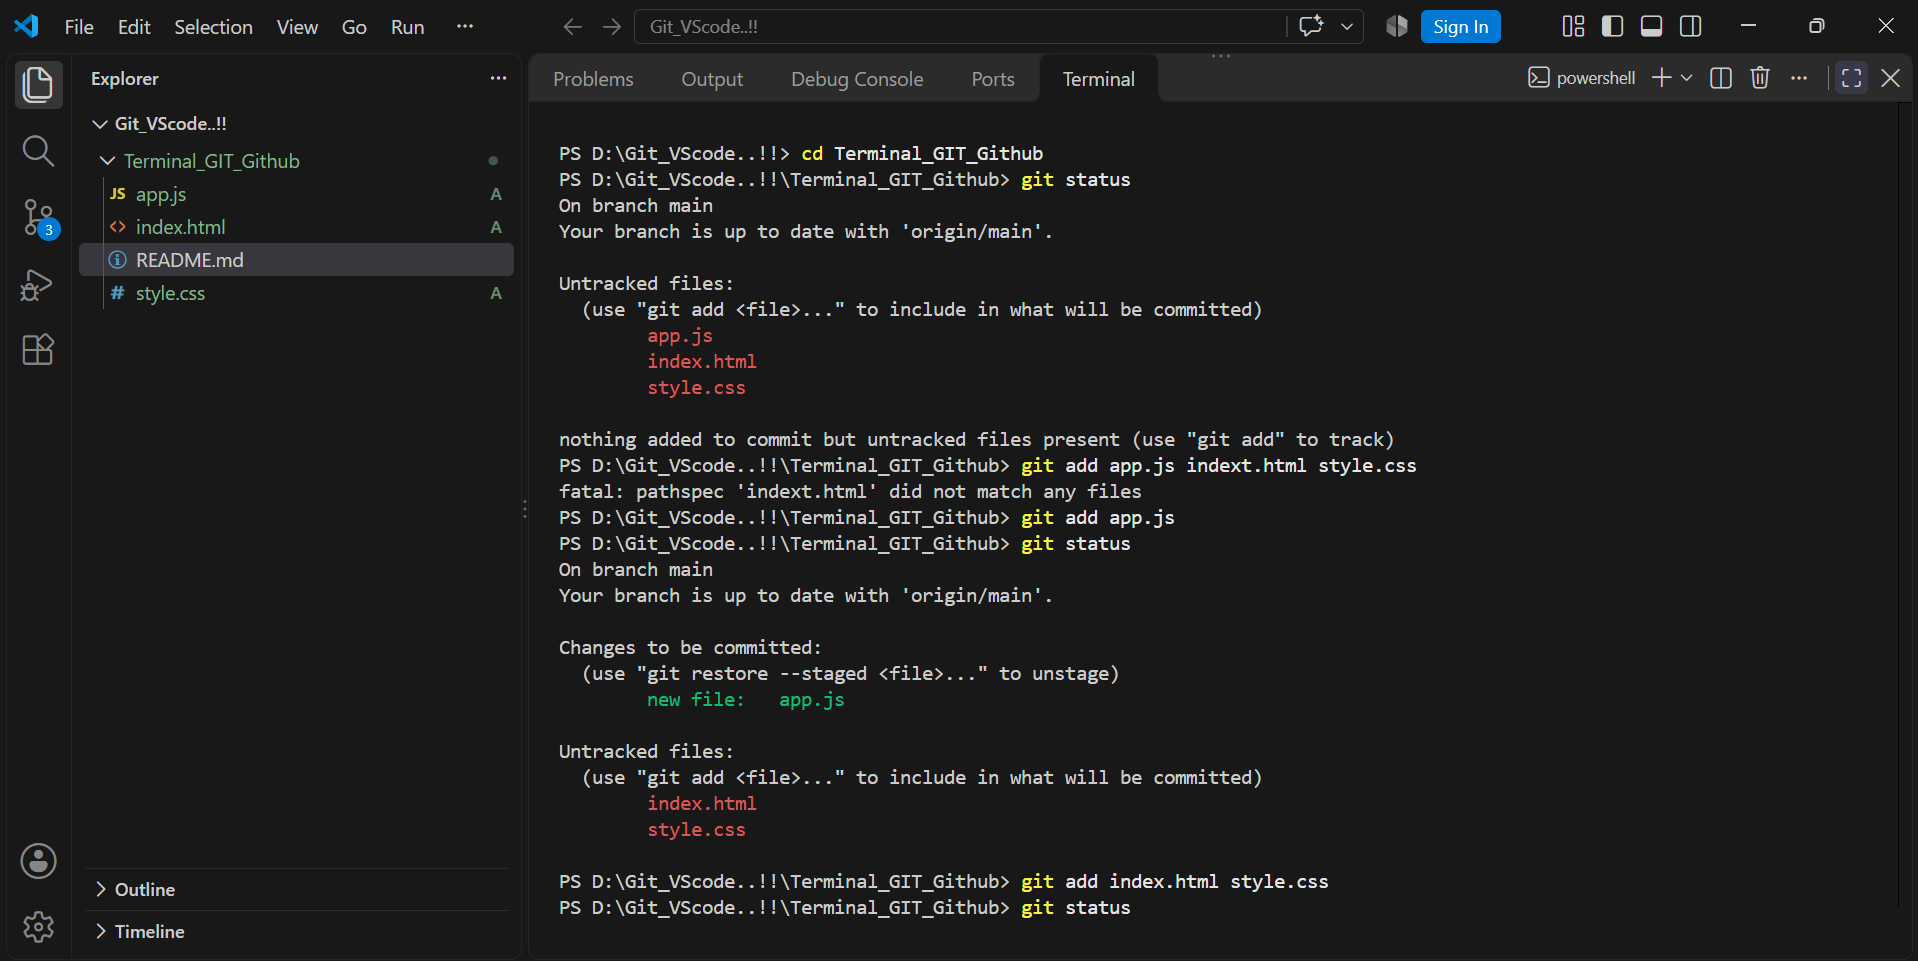 File Edit Selection View Go Run ...
Git_VScode..!!
Sign In
Explorer
Git_VScode..!!
Terminal_GIT_Github
JS app.js A
<> index.html A
README.md
# style.css A
3
Outline
Timeline
Problems Output Debug Console Ports Terminal
powershell
PS D:\Git_VScode..!!> cd Terminal_GIT_Github
PS D:\Git_VScode..!!\Terminal_GIT_Github> git status
On branch main
Your branch is up to date with 'origin/main'.
Untracked files:
(use "git add <file>..." to include in what will be committed)
app.js
index.html
style.css
nothing added to commit but untracked files present (use "git add" to track)
PS D:\Git_VScode..!!\Terminal_GIT_Github> git add app.js indext.html style.css
fatal: pathspec 'indext.html' did not match any files
PS D:\Git_VScode..!!\Terminal_GIT_Github> git add app.js
PS D:\Git_VScode..!!\Terminal_GIT_Github> git status
On branch main
Your branch is up to date with 'origin/main'.
Changes to be committed:
(use "git restore --staged <file>..." to unstage)
new file: app.js
Untracked files:
(use "git add <file>..." to include in what will be committed)
index.html
style.css
PS D:\Git_VScode..!!\Terminal_GIT_Github> git add index.html style.css
PS D:\Git_VScode..!!\Terminal_GIT_Github> git status